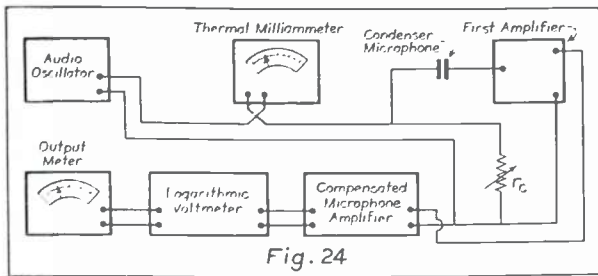 Thermal Milliammeter
First Amplifier
Condenser
Microphone
Audio
Oscillator
Output
Meter
Logarithmic
Voltmeter
Compensated
Microphone
Amplifier
rc
Fig. 24